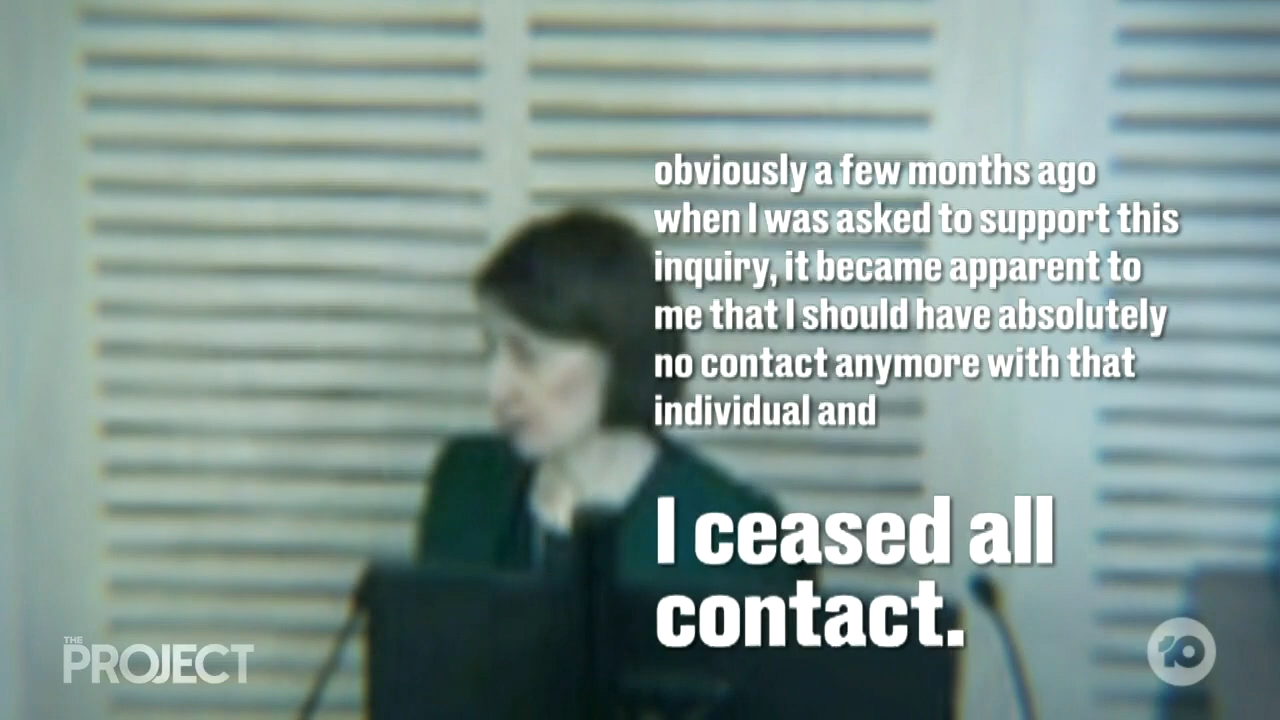 obviously a few months ago
when I was asked to support this
inquiry, it became apparent to
me that I should have absolutely
no contact anymore with that
individual and
I ceased all
contact.
THE
PROJECT
10